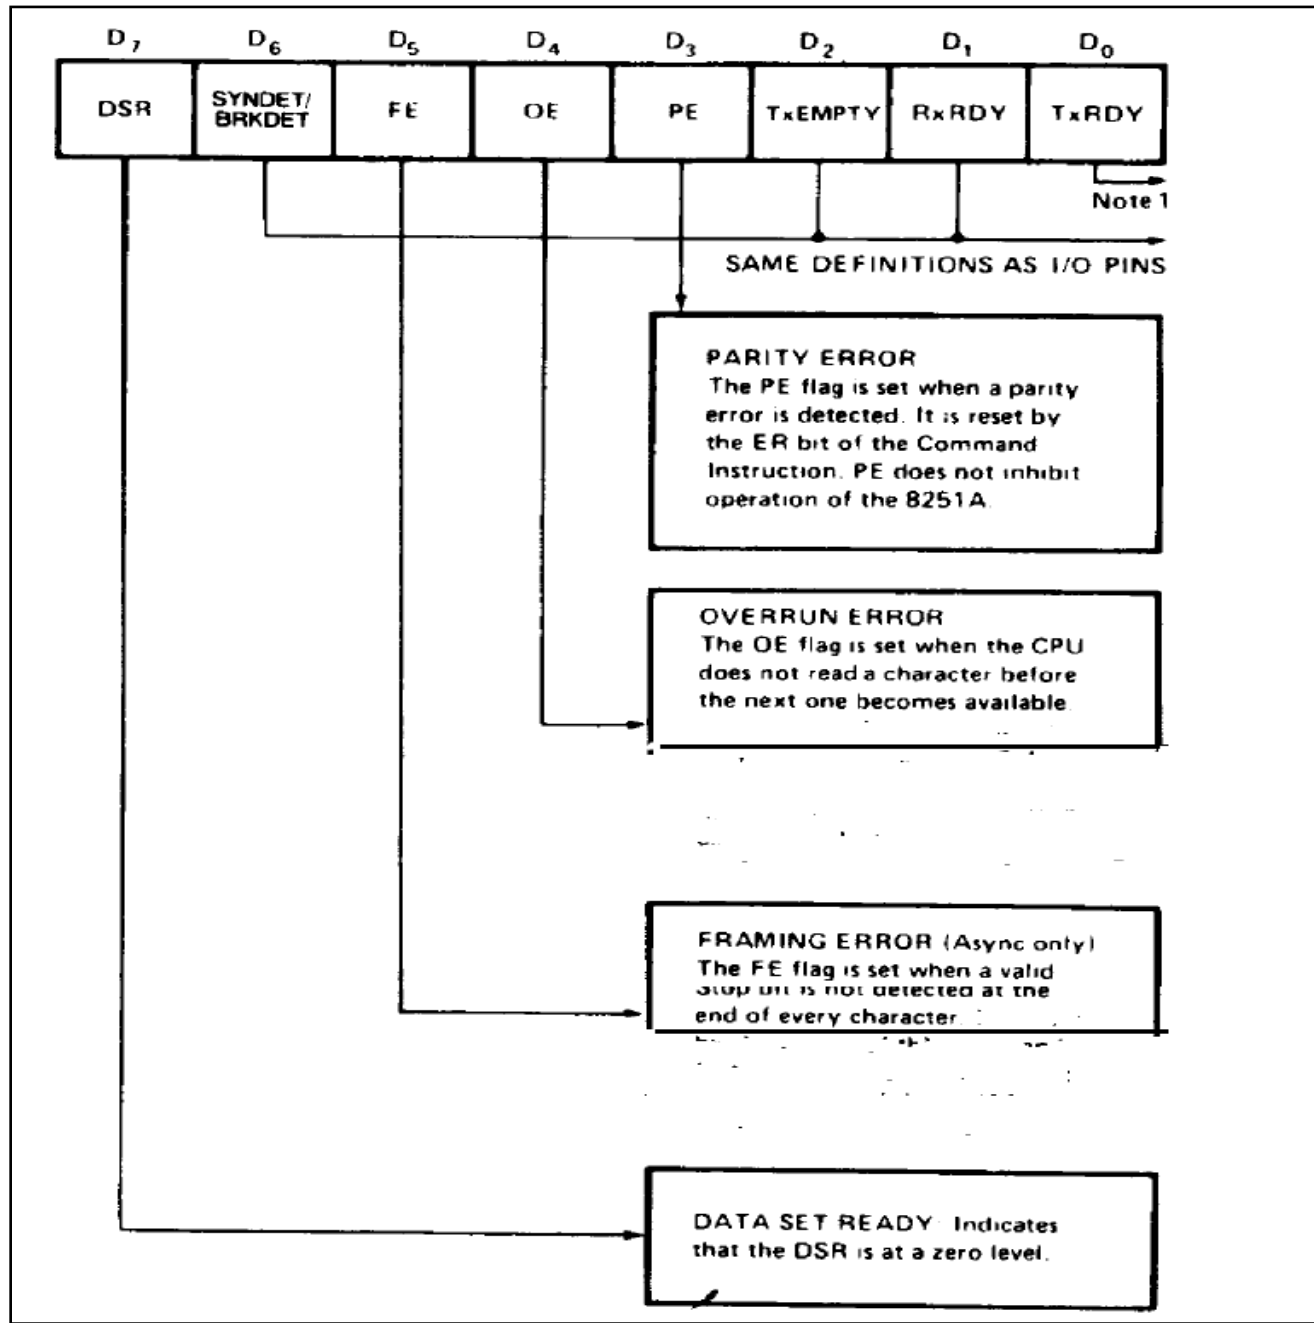 D7 D6 D5 D4 D3 D2 D1 D0
DSR SYNDET/ BRKDET FE OE PE TxEMPTY RxRDY TxRDY
Note 1
SAME DEFINITIONS AS I/O PINS
PARITY ERROR
The PE flag is set when a parity
error is detected. It is reset by
the ER bit of the Command
Instruction. PE does not inhibit
operation of the 8251A.
OVERRUN ERROR
The OE flag is set when the CPU
does not read a character before
the next one becomes available.
FRAMING ERROR (Async only)
The FE flag is set when a valid
Stop bit is not detected at the
end of every character.
DATA SET READY Indicates
that the DSR is at a zero level.